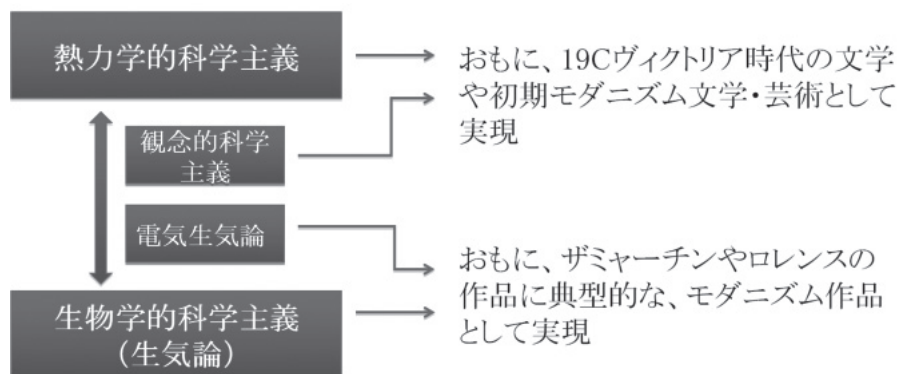 熱力学的科学主義
おもに、19Cヴィクトリア時代の文学
や初期モダニズム文学・芸術として
実現
観念的科学
主義
電気生気論
おもに、ザミャーチンやロレンスの
作品に典型的な、モダニズム作品
として実現
生物学的科学主義
(生気論)